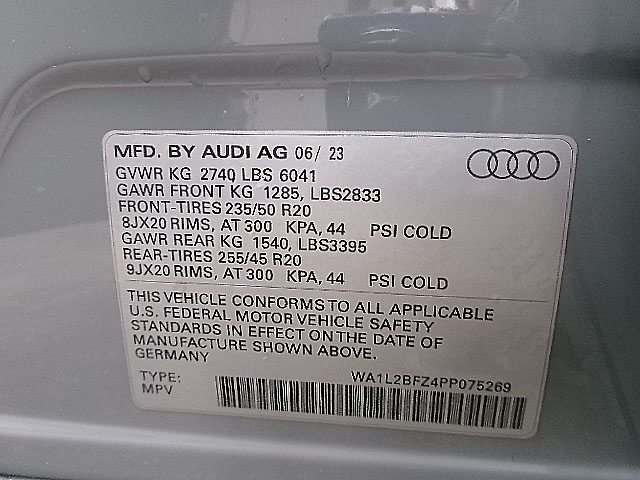 MFD. BY AUDI AG 06/ 23
GVWR KG 2740 LBS 6041
GAWR FRONT KG 1285, LBS2833
FRONT-TIRES 235/50 R20
8JX20 RIMS, AT 300 KPA, 44 PSI COLD
GAWR REAR KG 1540, LBS3395
REAR-TIRES 255/45 R20
9JX20 RIMS, AT 300 KPA, 44 PSI COLD
THIS VEHICLE CONFORMS TO ALL APPLICABLE
U.S. FEDERAL MOTOR VEHICLE SAFETY
STANDARDS IN EFFECT ON THE DATE OF
MANUFACTURE SHOWN ABOVE.
GERMANY
TYPE: WA1L2BFZ4PP075269
MPV